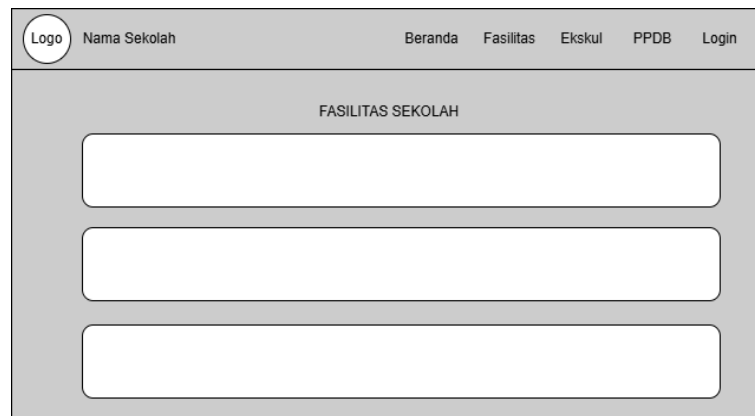 Logo Nama Sekolah Beranda Fasilitas Ekskul PPDB Login
FASILITAS SEKOLAH